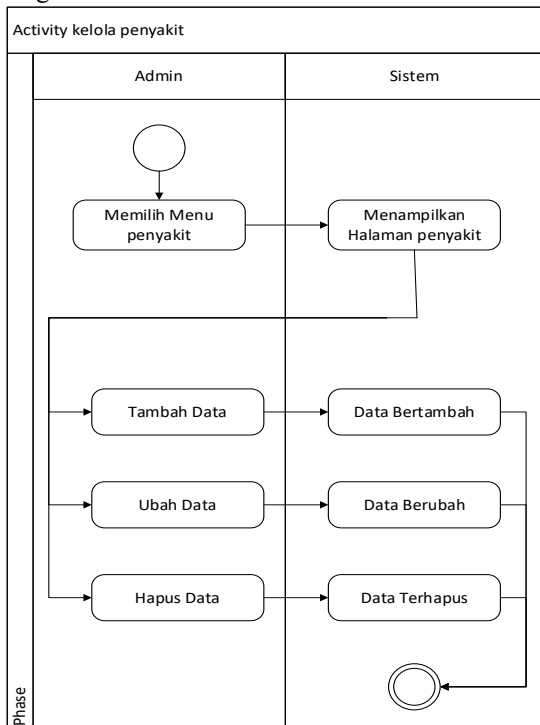 Activity kelola penyakit
Admin
Sistem
Memilih Menu
penyakit
Menampilkan
Halaman penyakit
Tambah Data
Data Bertambah
Ubah Data
Data Berubah
Hapus Data
Data Terhapus
Phase